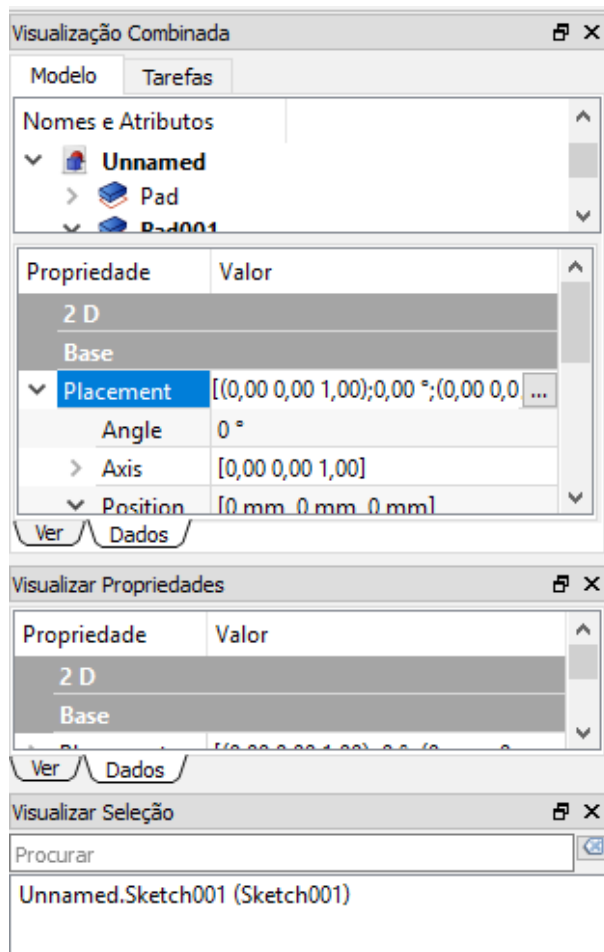 Visualização Combinada
Modelo Tarefas
Nomes e Atributos
Unnamed
Pad
Pad001
Propriedade Valor
2 D
Base
Placement [(0,00 0,00 1,00);0,00 °;(0,00 0,0 ...
Angle 0 °
Axis [0,00 0,00 1,00]
Position [0 mm 0 mm 0 mm]
Ver Dados
Visualizar Propriedades
Propriedade Valor
2 D
Base
Ver Dados
Visualizar Seleção
Procurar
Unnamed.Sketch001 (Sketch001)